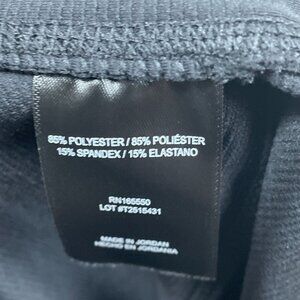 85% POLYESTER / 85% POLIÉSTER
15% SPANDEX / 15% ELASTANO
RN165550
LOT #T2515431
MADE IN JORDAN
HECHO EN JORDANIA